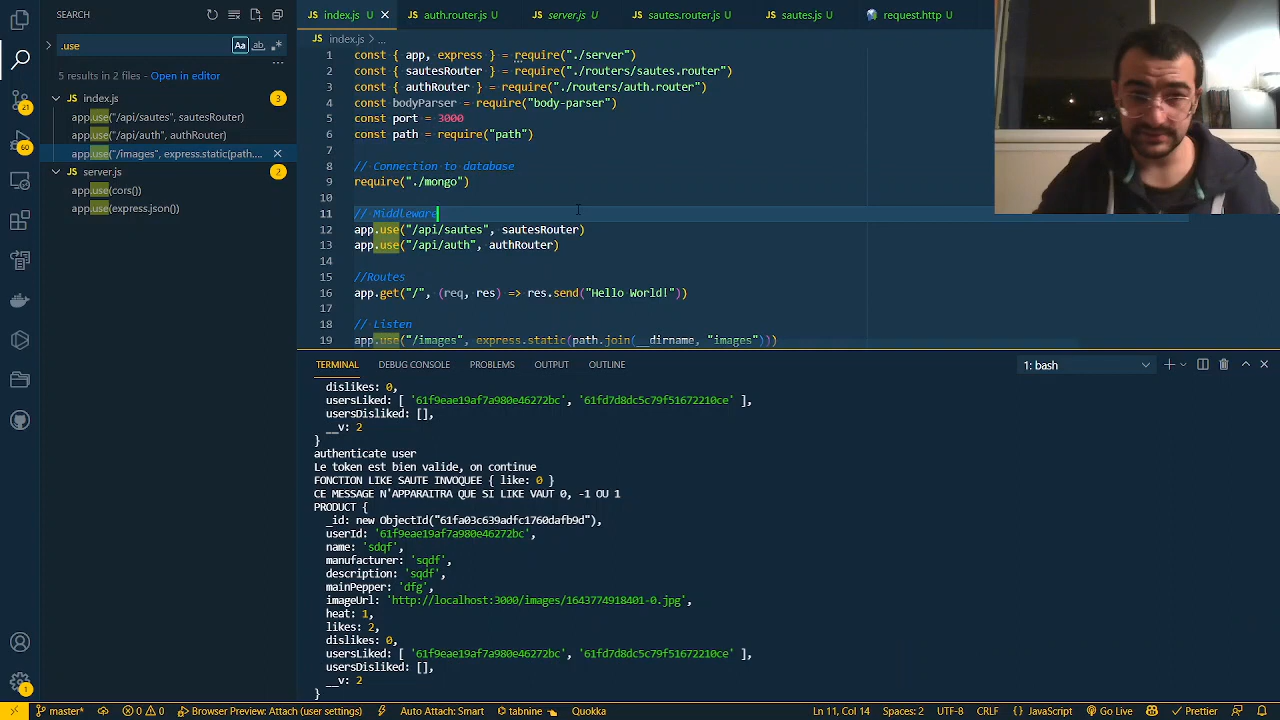 SEARCH
.use
Aa
ab
5 results in 2 files - Open in editor
index.js 3
app.use("/api/sautes", sautesRouter)
app.use("/api/auth", authRouter)
app.use("/images", express.static(path....
server.js 2
app.use(cors())
app.use(express.json())
21
60
1
index.js U
auth.router.js U
server.js U
sautes.router.js U
sautes.js U
request.http U
index.js > ...
1 const { app, express } = require("./server")
2 const { sautesRouter } = require("./routers/sautes.router")
3 const { authRouter } = require("./routers/auth.router")
4 const bodyParser = require("body-parser")
5 const port = 3000
6 const path = require("path")
7
8 // Connection to database
9 require("./mongo")
10
11 // Middleware
12 app.use("/api/sautes", sautesRouter)
13 app.use("/api/auth", authRouter)
14
15 //Routes
16 app.get("/", (req, res) => res.send("Hello World!"))
17
18 // Listen
19 app.use("/images", express.static(path.join(__dirname, "images")))
TERMINAL DEBUG CONSOLE PROBLEMS OUTPUT OUTLINE 1: bash
dislikes: 0,
usersLiked: [ '61f9eae19af7a980e46272bc', '61fd7d8dc5c79f51672210ce' ],
usersDisliked: [],
__v: 2
}
authenticate user
Le token est bien valide, on continue
FONCTION LIKE SAUTE INVOQUEE { like: 0 }
CE MESSAGE N'APPARAITRA QUE SI LIKE VAUT 0, -1 OU 1
PRODUCT {
_id: new ObjectId("61fa03c639adfc1760dafb9d"),
userId: '61f9eae19af7a980e46272bc',
name: 'sdqf',
manufacturer: 'sqdf',
description: 'sqdf',
mainPepper: 'dfg',
imageUrl: 'http://localhost:3000/images/1643774918401-0.jpg',
heat: 1,
likes: 2,
dislikes: 0,
usersLiked: [ '61f9eae19af7a980e46272bc', '61fd7d8dc5c79f51672210ce' ],
usersDisliked: [],
__v: 2
}
master* 0 0 Browser Preview: Attach (user settings) Auto Attach: Smart tabnine Quokka Ln 11, Col 14 Spaces: 2 UTF-8 CRLF {} JavaScript Go Live Prettier